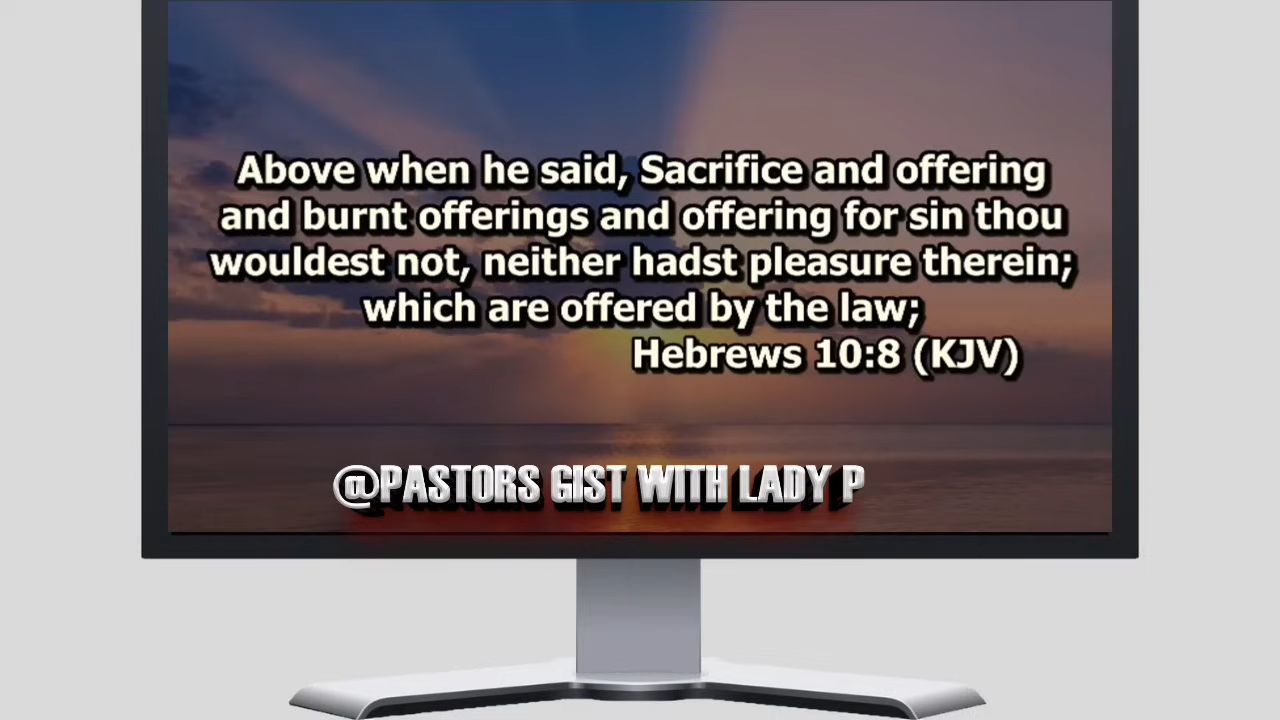 Above when he said, Sacrifice and offering
and burnt offerings and offering for sin thou
wouldest not, neither hadst pleasure therein;
which are offered by the law;
Hebrews 10:8 (KJV)
@PASTORS GIST WITH LADY P